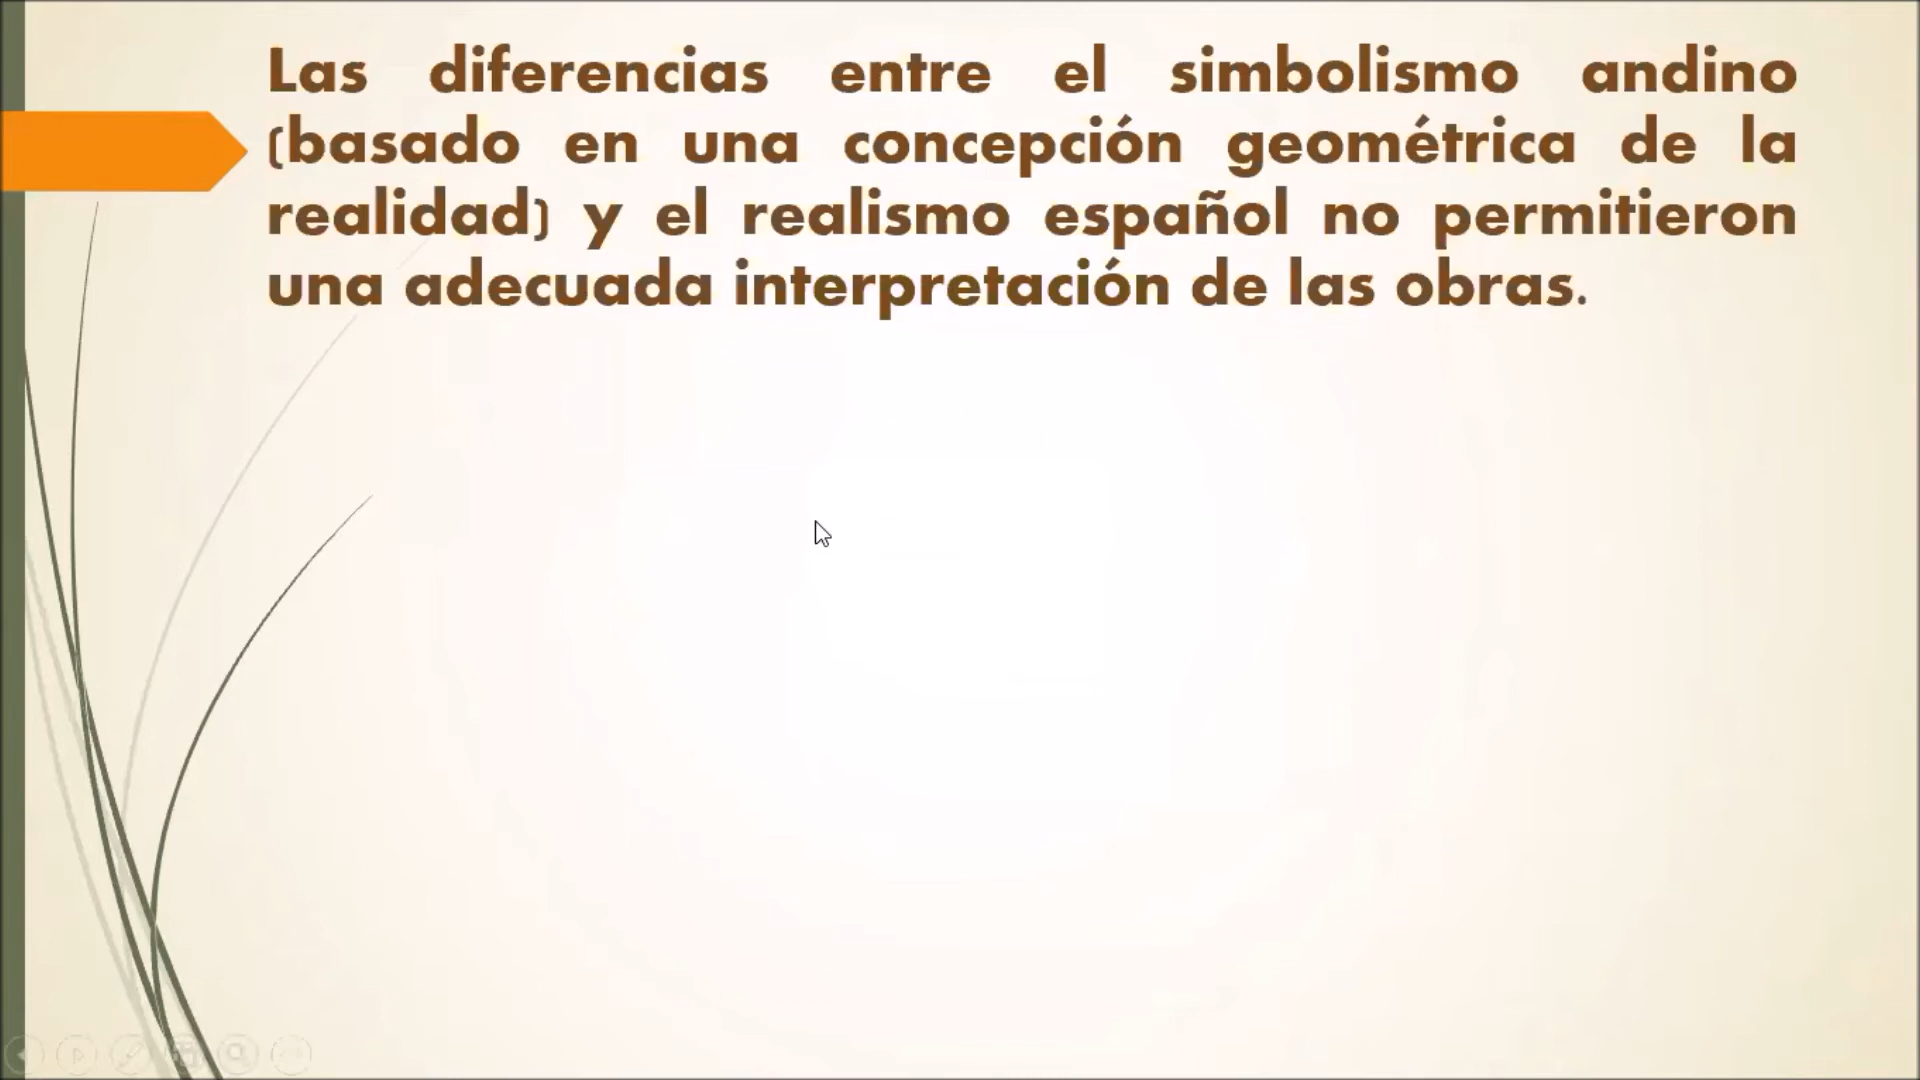 Las diferencias entre el simbolismo andino
(basado en una concepción geométrica de la
realidad) y el realismo español no permitieron
una adecuada interpretación de las obras.